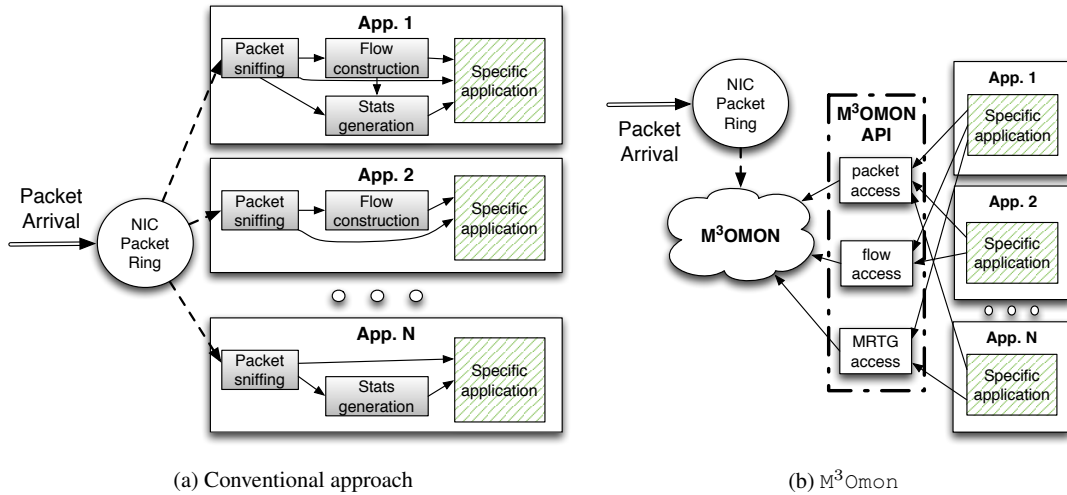 App. 1
Packet
sniffing
Flow
construction
Stats
generation
Specific
application
App. 2
Packet
sniffing
Flow
construction
Specific
application
Packet
Arrival
NIC
Packet
Ring
App. N
Packet
sniffing
Stats
generation
Specific
application
(a) Conventional approach
NIC
Packet
Ring
Packet
Arrival
M³OMON
M³OMON
API
packet
access
flow
access
MRTG
access
App. 1
Specific
application
App. 2
Specific
application
App. N
Specific
application
(b) M³Omon